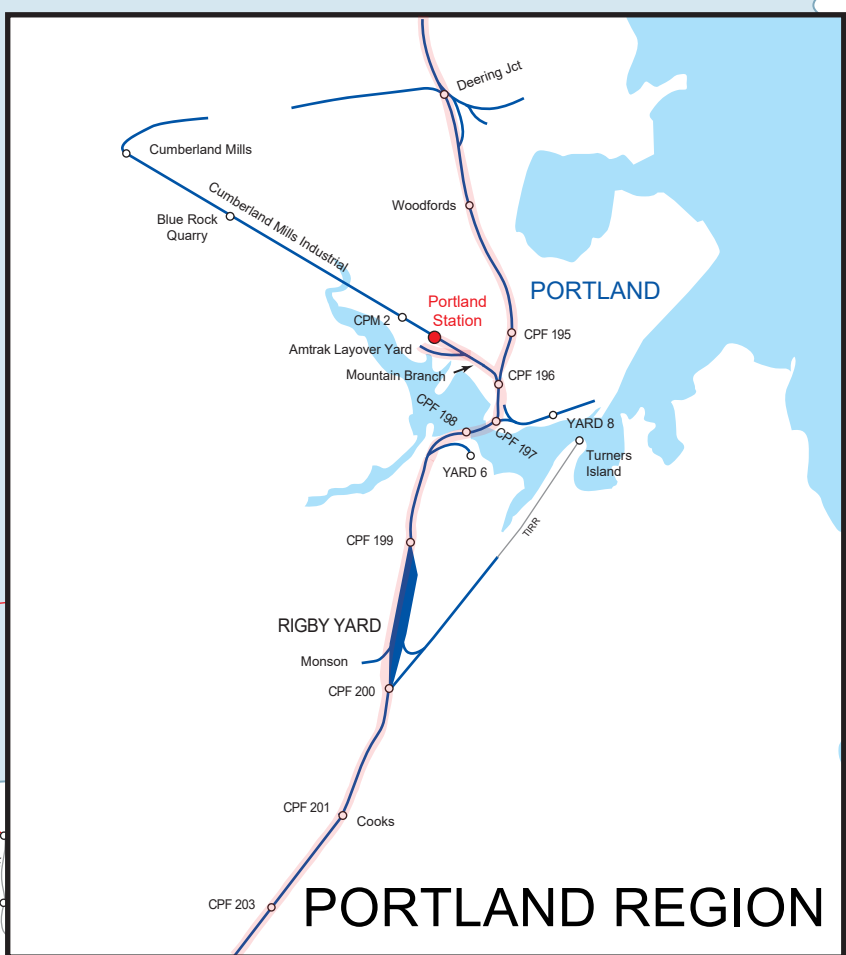 Deering Jct
Cumberland Mills
Cumberland Mills Industrial
Woodfords
Blue Rock
Quarry
PORTLAND
Portland
Station
CPM 2
CPF 195
Amtrak Layover Yard
Mountain Branch
CPF 196
CPF 198
CPF 197
YARD 8
Turners
Island
YARD 6
TIRR
CPF 199
RIGBY YARD
Monson
CPF 200
CPF 201
Cooks
CPF 203
PORTLAND REGION